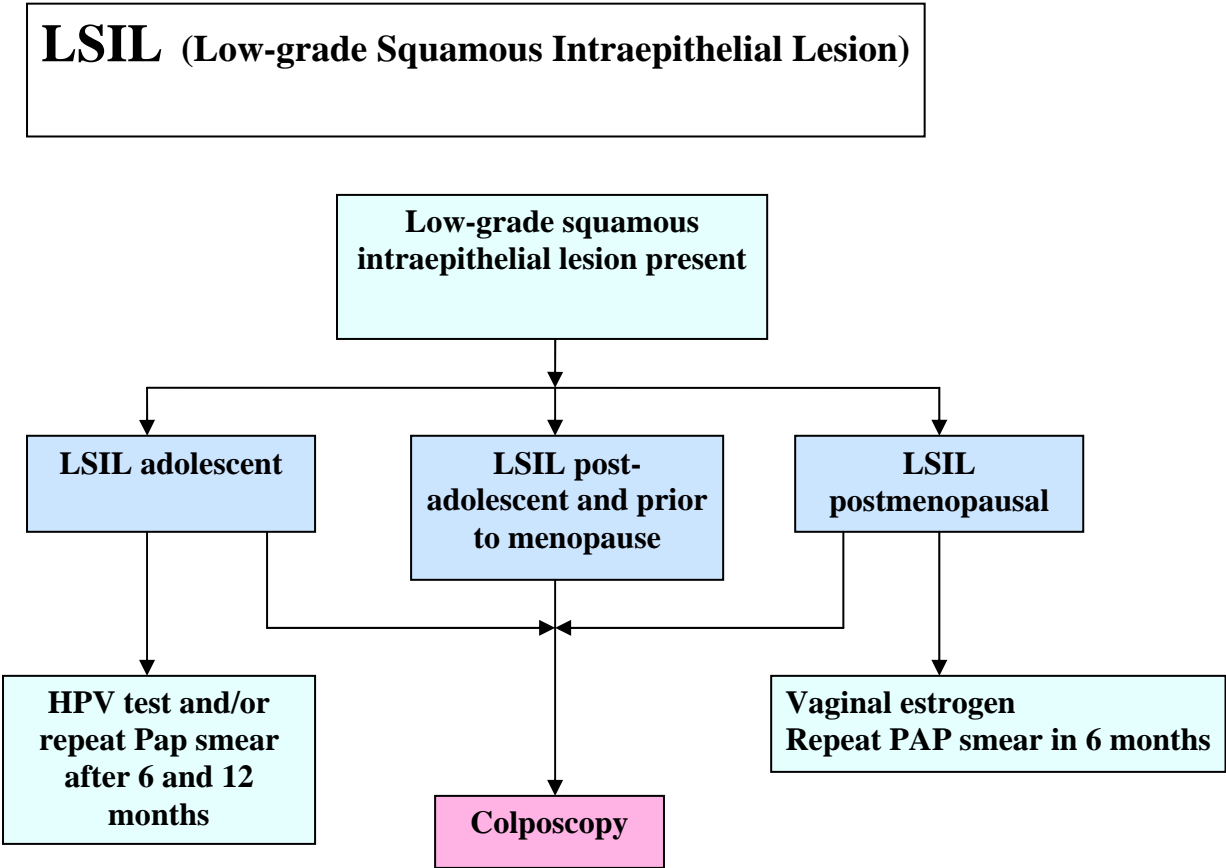 LSIL (Low-grade Squamous Intraepithelial Lesion)
Low-grade squamous
intraepithelial lesion present
LSIL adolescent
LSIL post-
adolescent and prior
to menopause
LSIL
postmenopausal
HPV test and/or
repeat Pap smear
after 6 and 12
months
Colposcopy
Vaginal estrogen
Repeat PAP smear in 6 months